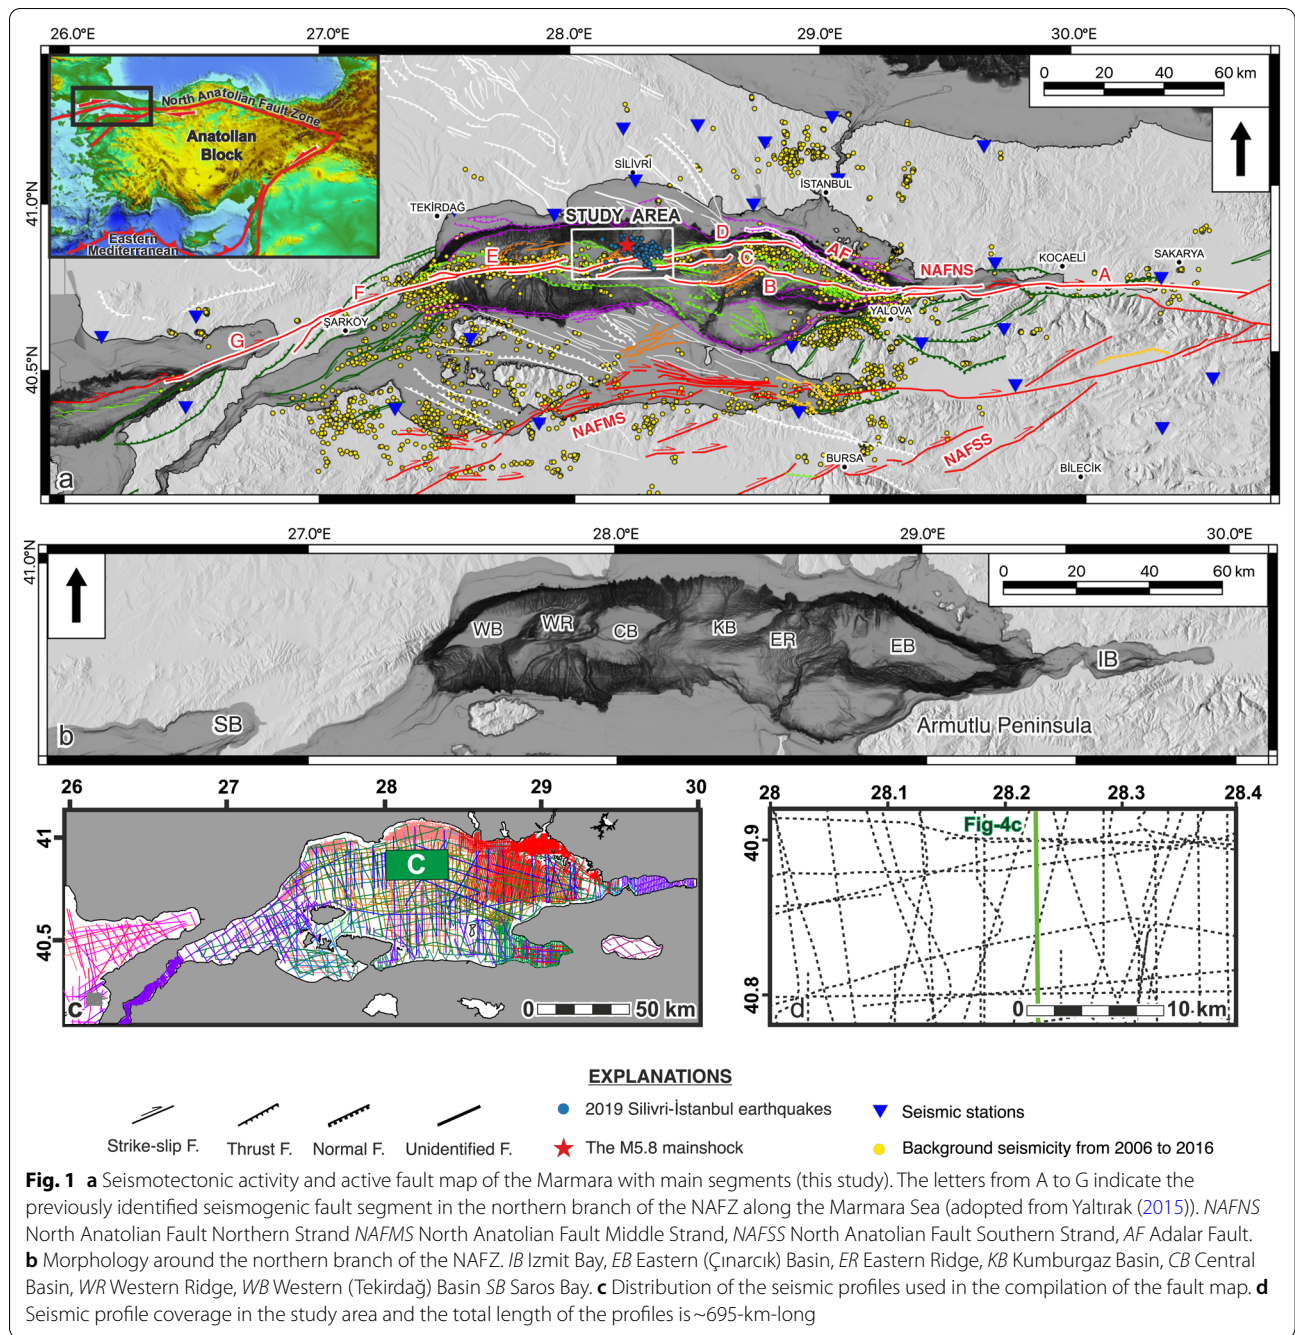 26.0°E 27.0°E 28.0°E 29.0°E 30.0°E
0 20 40 60 km
North Anatolian Fault Zone
Anatolian
Block
Eastern
Mediterranean
41.0°N
40.5°N
SİLİVRİ
İSTANBUL
TEKİRDAĞ
STUDY AREA
D
E
C
AF
B
F
NAFNS
KOCAELİ
A
SAKARYA
ŞARKÖY
YALOVA
G
NAFMS
NAFSS
BURSA
BİLECİK
a
27.0°E 28.0°E 29.0°E 30.0°E
41.0°N
0 20 40 60 km
WB
WR
CB
KB
ER
EB
IB
SB
Armutlu Peninsula
b
26 27 28 29 30
41
40.5
C
c
0 50 km
28 28.1 28.2 28.3 28.4
40.9
40.8
Fig-4c
d
0 10 km
EXPLANATIONS
Strike-slip F.
Thrust F.
Normal F.
Unidentified F.
2019 Silivri-İstanbul earthquakes
Seismic stations
The M5.8 mainshock
Background seismicity from 2006 to 2016
Fig. 1 a Seismotectonic activity and active fault map of the Marmara with main segments (this study). The letters from A to G indicate the
previously identified seismogenic fault segment in the northern branch of the NAFZ along the Marmara Sea (adopted from Yaltırak (2015)). NAFNS
North Anatolian Fault Northern Strand NAFMS North Anatolian Fault Middle Strand, NAFSS North Anatolian Fault Southern Strand, AF Adalar Fault.
b Morphology around the northern branch of the NAFZ. IB Izmit Bay, EB Eastern (Çınarcık) Basin, ER Eastern Ridge, KB Kumburgaz Basin, CB Central
Basin, WR Western Ridge, WB Western (Tekirdağ) Basin SB Saros Bay. c Distribution of the seismic profiles used in the compilation of the fault map. d
Seismic profile coverage in the study area and the total length of the profiles is ~695-km-long